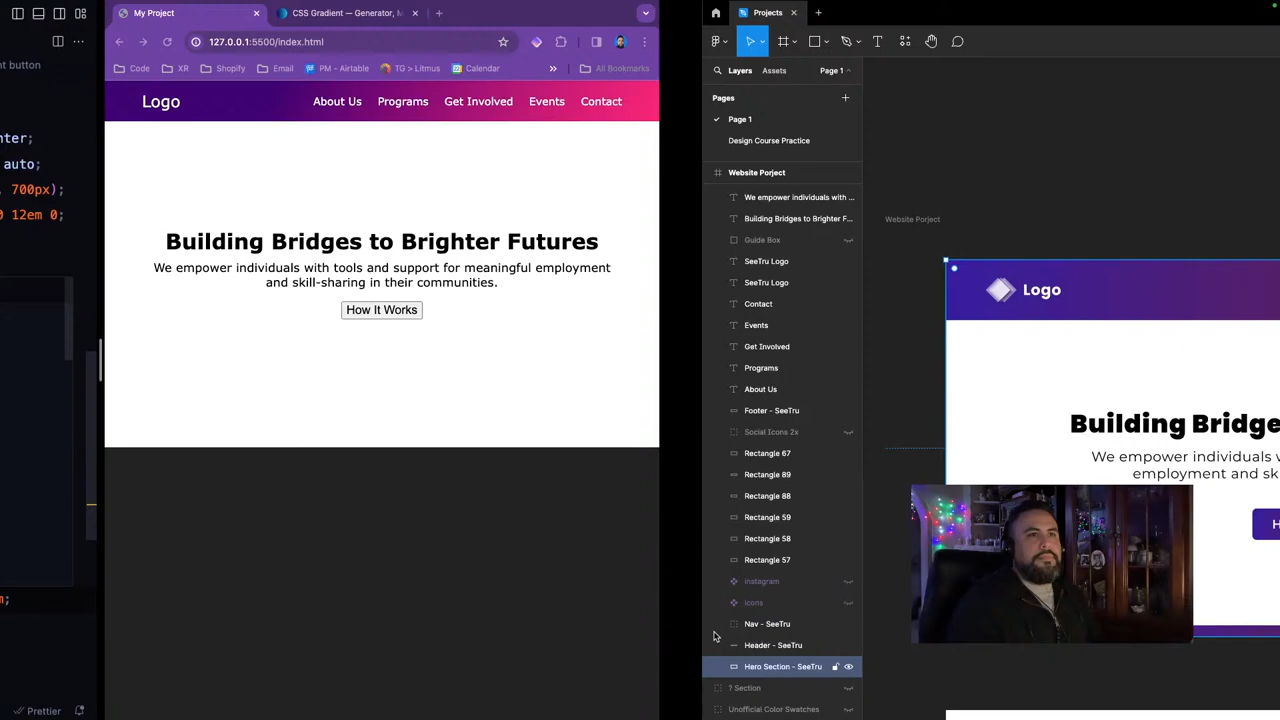 My Project
CSS Gradient — Generator, M
Projects
127.0.0.1:5500/index.html
Code
XR
Shopify
Email
PM - Airtable
TG > Litmus
Calendar
»
All Bookmarks
nt button
nter;
auto;
, 700px);
0 12em 0;
m;
Prettier
Logo
About Us
Programs
Get Involved
Events
Contact
Building Bridges to Brighter Futures
We empower individuals with tools and support for meaningful employment
and skill-sharing in their communities.
How It Works
Layers
Assets
Page 1
Pages
Page 1
Design Course Practice
Website Porject
We empower individuals with ...
Building Bridges to Brighter F...
Guide Box
SeeTru Logo
SeeTru Logo
Contact
Events
Get Involved
Programs
About Us
Footer - SeeTru
Social Icons 2x
Rectangle 67
Rectangle 89
Rectangle 88
Rectangle 59
Rectangle 58
Rectangle 57
instagram
icons
Nav - SeeTru
Header - SeeTru
Hero Section - SeeTru
? Section
Unofficial Color Swatches
Website Porject
Logo
Building Bridge
We empower individuals v
employment and sk
H